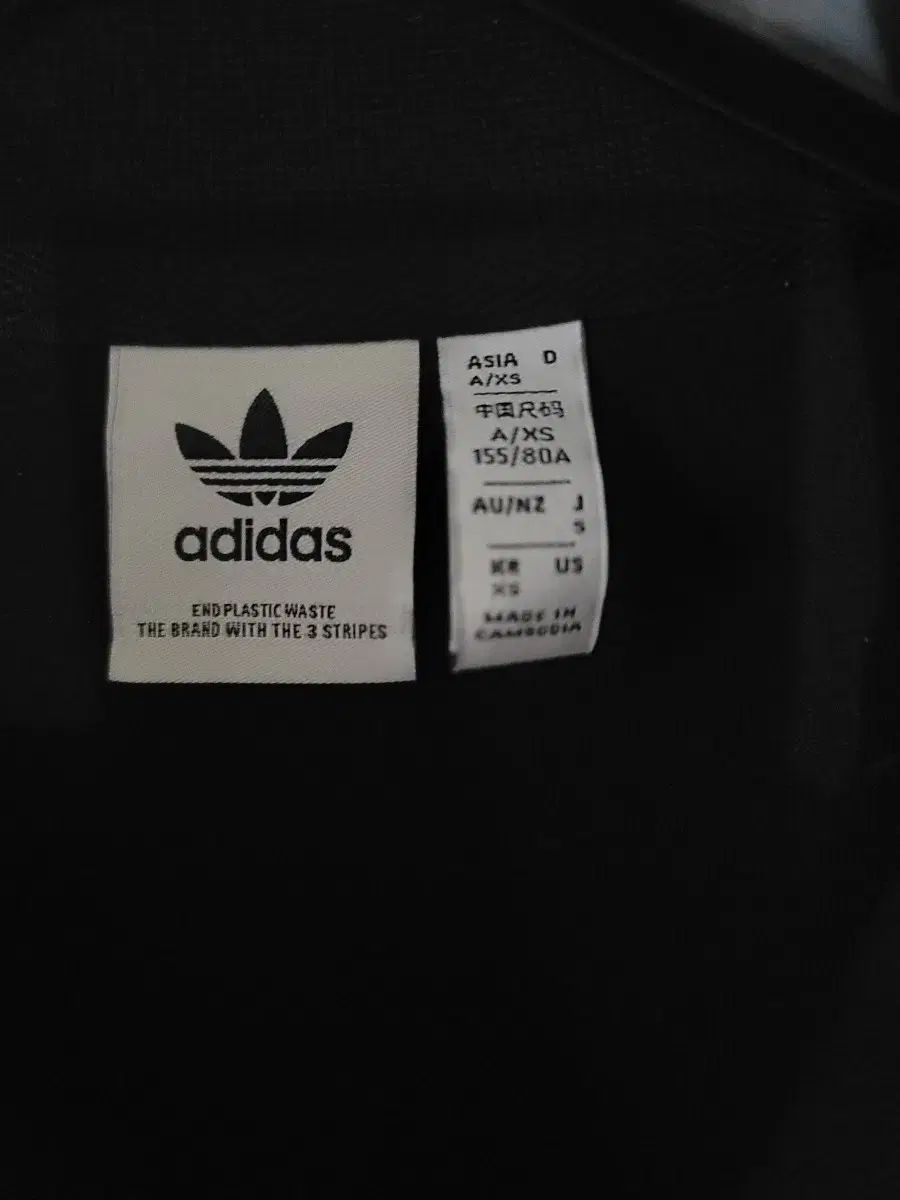 adidas
END PLASTIC WASTE
THE BRAND WITH THE 3 STRIPES
ASIA D
A/XS
中国尺码
A/XS
155/80A
AU/NZ J
S
KR US
XS
MADE IN
CAMBODIA